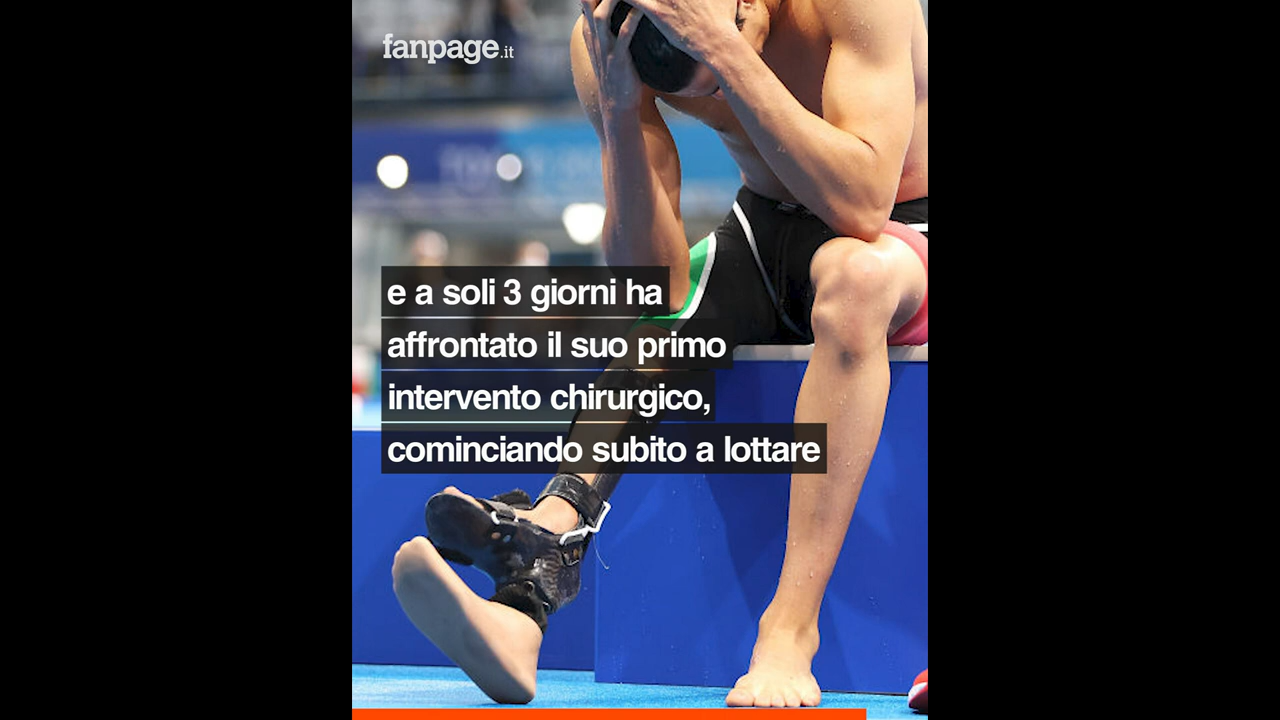 fanpage.it
e a soli 3 giorni ha
affrontato il suo primo
intervento chirurgico,
cominciando subito a lottare